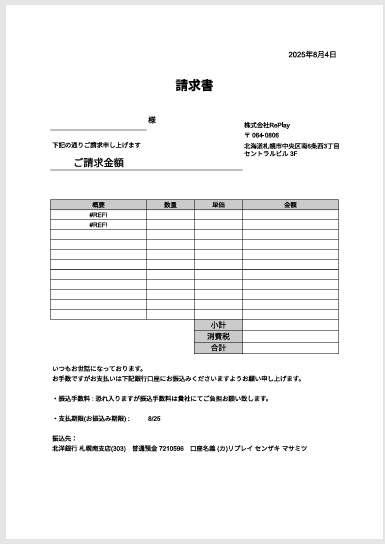 2025年8月4日
請求書
様
株式会社RePlay
〒 064-0806
北海道札幌市中央区南6条西3丁目
セントラルビル 3F
下記の通りご請求申し上げます
ご請求金額
概要 数量 単価 金額
#REF!
#REF!
小計
消費税
合計
いつもお世話になっております。
お手数ですがお支払いは下記銀行口座にお振込みくださいますようお願い申し上げます。
・振込手数料 : 恐れ入りますが振込手数料は貴社にてご負担お願い致します。
・支払期限(お振込み期限) : 8/25
振込先 :
北洋銀行 札幌南支店(303) 普通預金 7210596 口座名義 (カ)リプレイ センザキ マサミツ